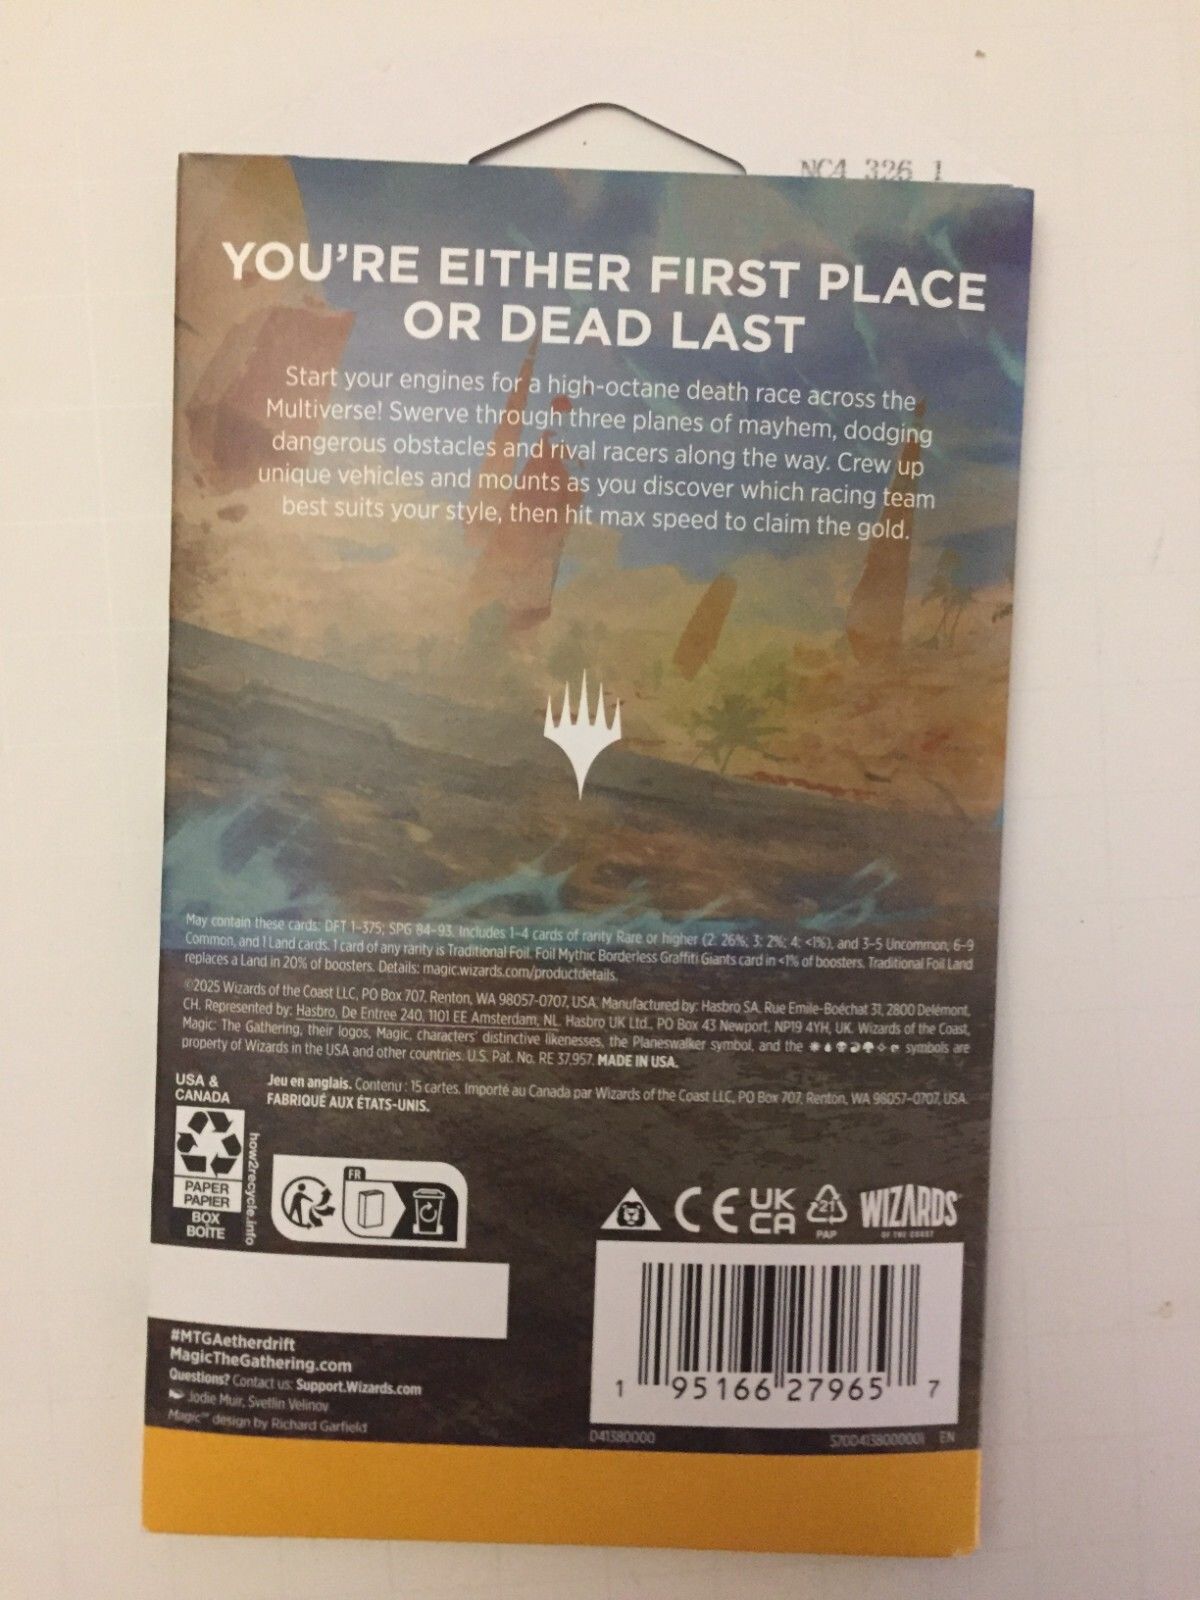 NC4 326 1
YOU'RE EITHER FIRST PLACE
OR DEAD LAST
Start your engines for a high-octane death race across the
Multiverse! Swerve through three planes of mayhem, dodging
dangerous obstacles and rival racers along the way. Crew up
unique vehicles and mounts as you discover which racing team
best suits your style, then hit max speed to claim the gold.
May contain these cards: DFT 1-375; SPG 84-93. Includes 1-4 cards of rarity Rare or higher (2: 26%; 3: 2%; 4: <1%), and 3-5 Uncommon, 6-9
Common, and 1 Land cards. 1 card of any rarity is Traditional Foil. Foil Mythic Borderless Graffiti Giants card in <1% of boosters. Traditional Foil Land
replaces a Land in 20% of boosters. Details: magic.wizards.com/productdetails.
©2025 Wizards of the Coast LLC, PO Box 707, Renton, WA 98057-0707, USA. Manufactured by: Hasbro SA, Rue Emile-Boéchat 31, 2800 Delémont,
CH. Represented by: Hasbro, De Entree 240, 1101 EE Amsterdam, NL. Hasbro UK Ltd., PO Box 43 Newport, NP19 4YH, UK. Wizards of the Coast,
Magic: The Gathering, their logos, Magic, characters' distinctive likenesses, the Planeswalker symbol, and the symbols are
property of Wizards in the USA and other countries. U.S. Pat. No. RE 37,957. MADE IN USA.
Jeu en anglais. Contenu : 15 cartes. Importé au Canada par Wizards of the Coast LLC, PO Box 707, Renton, WA 98057-0707, USA.
FABRIQUÉ AUX ÉTATS-UNIS.
USA &
CANADA
PAPER
PAPIER
BOX
BOÎTE
how2recycle.info
FR
CE
UK
CA
21
PAP
WIZARDS
OF THE COAST
#MTGAetherdrift
MagicTheGathering.com
Questions? Contact us: Support.Wizards.com
Jodie Muir, Svetlin Velinov
Magic™ design by Richard Garfield
1 95166 27965 7
D41380000
570D4138000001 EN